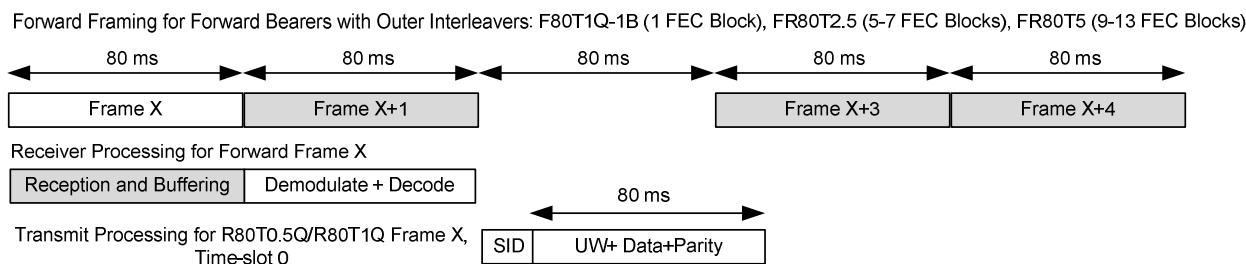 Forward Framing for Forward Bearers with Outer Interleavers: F80T1Q-1B (1 FEC Block), FR80T2.5 (5-7 FEC Blocks), FR80T5 (9-13 FEC Blocks)
80 ms 80 ms 80 ms 80 ms 80 ms
Frame X Frame X+1 Frame X+3 Frame X+4
Receiver Processing for Forward Frame X
Reception and Buffering Demodulate + Decode
80 ms
Transmit Processing for R80T0.5Q/R80T1Q Frame X,
Time-slot 0
SID UW+ Data+Parity